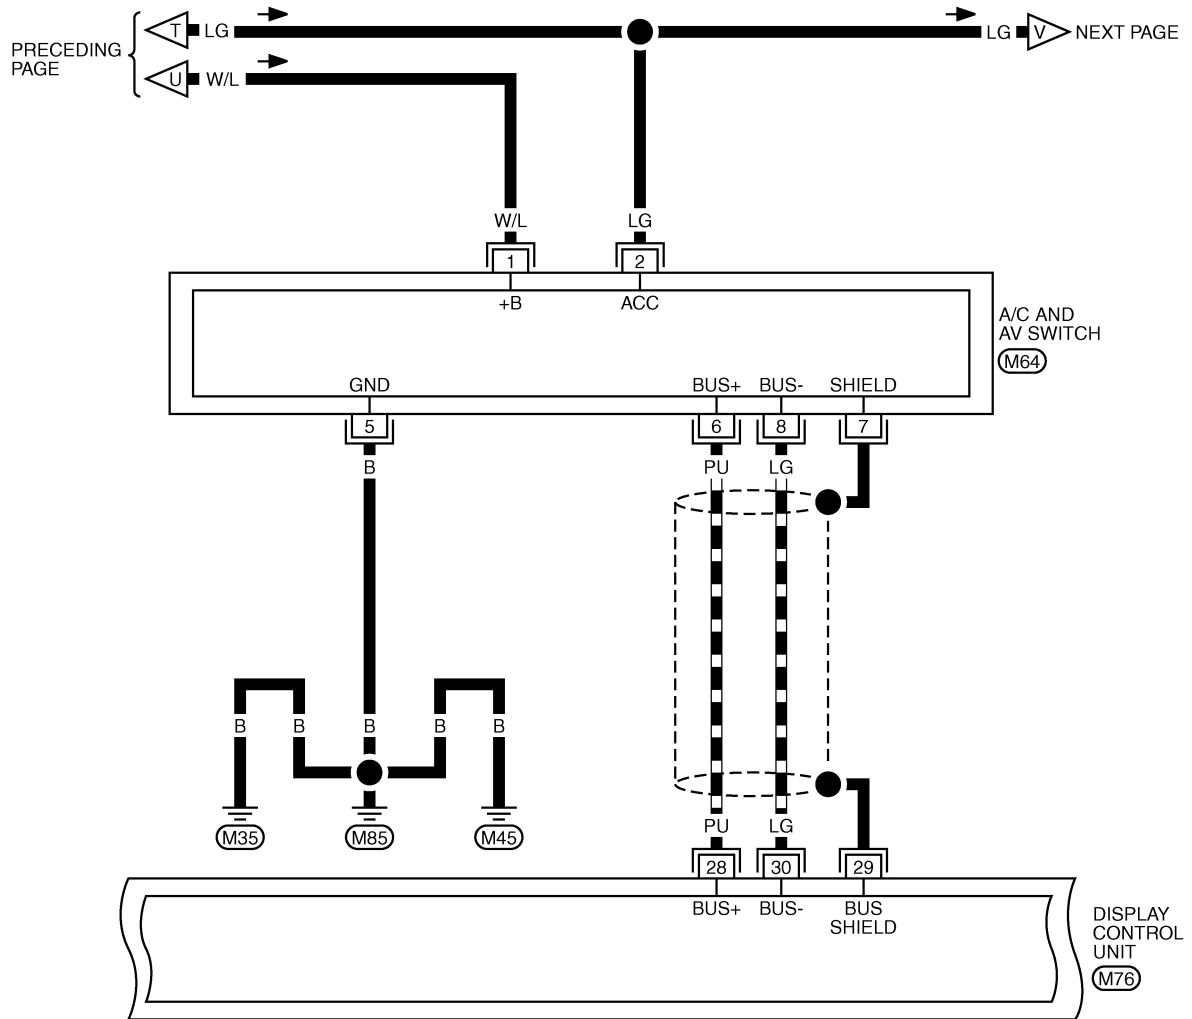 PRECEDING
PAGE
T LG LG V NEXT PAGE
U W/L
W/L LG
1 2
+B ACC
A/C AND
AV SWITCH
M64
GND BUS+ BUS- SHIELD
5 6 8 7
B PU LG
B B B B B
M35 M85 M45
PU LG
28 30 29
BUS+ BUS- BUS
SHIELD
DISPLAY
CONTROL
UNIT
M76